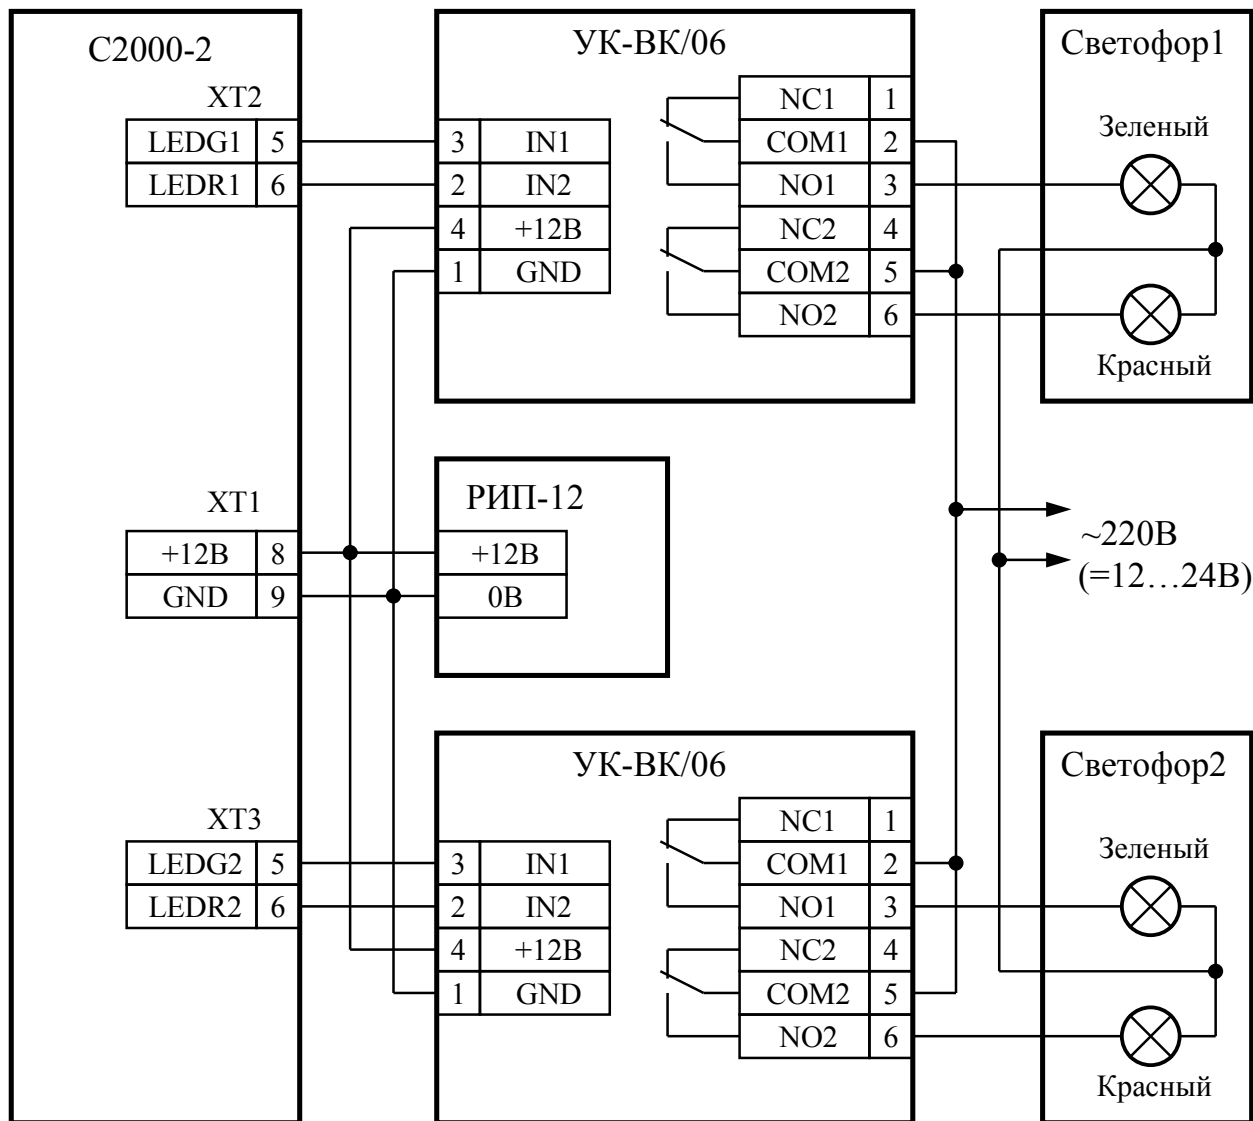 С2000-2
XT2
LEDG1 5
LEDR1 6
XT1
+12В 8
GND 9
XT3
LEDG2 5
LEDR2 6
УК-ВК/06
3 IN1
2 IN2
4 +12В
1 GND
NC1 1
COM1 2
NO1 3
NC2 4
COM2 5
NO2 6
РИП-12
+12В
0В
УК-ВК/06
3 IN1
2 IN2
4 +12В
1 GND
NC1 1
COM1 2
NO1 3
NC2 4
COM2 5
NO2 6
Светофор1
Зеленый
Красный
~220В
(=12…24В)
Светофор2
Зеленый
Красный